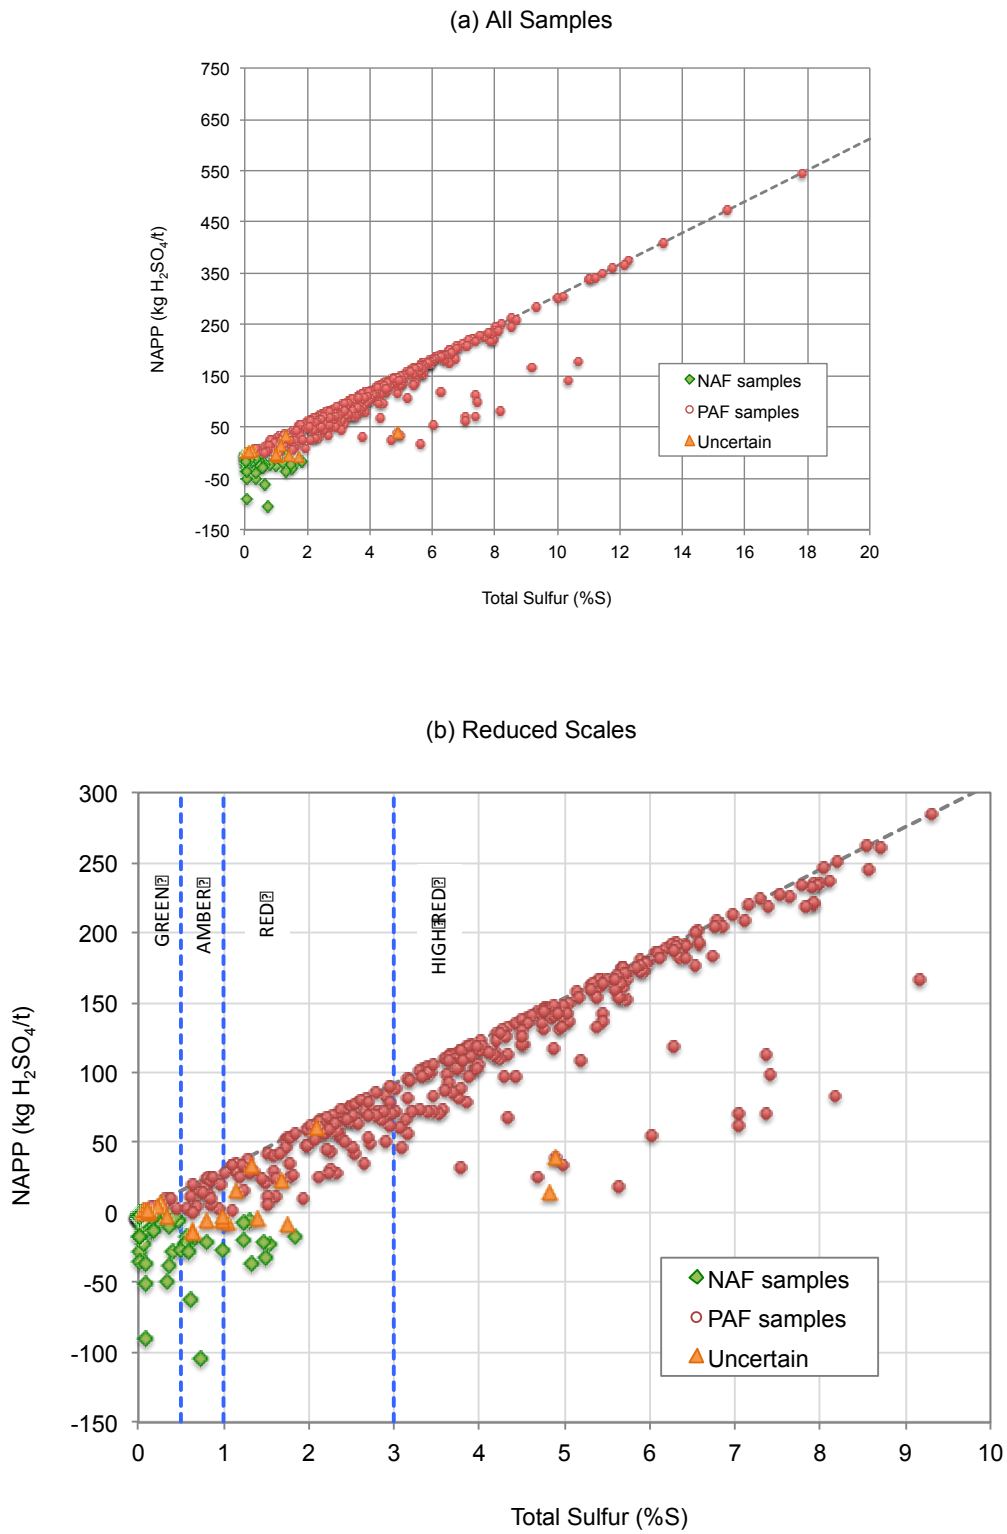 (a) All Samples
750
650
550
450
350
250
150
50
-50
-150
NAPP (kg H₂SO₄/t)
NAF samples
PAF samples
Uncertain
0 2 4 6 8 10 12 14 16 18 20
Total Sulfur (%S)
(b) Reduced Scales
300
250
200
150
100
50
0
-50
-100
-150
NAPP (kg H₂SO₄/t)
GREEN
AMBER
RED
HIGH RED
NAF samples
PAF samples
Uncertain
0 1 2 3 4 5 6 7 8 9 10
Total Sulfur (%S)